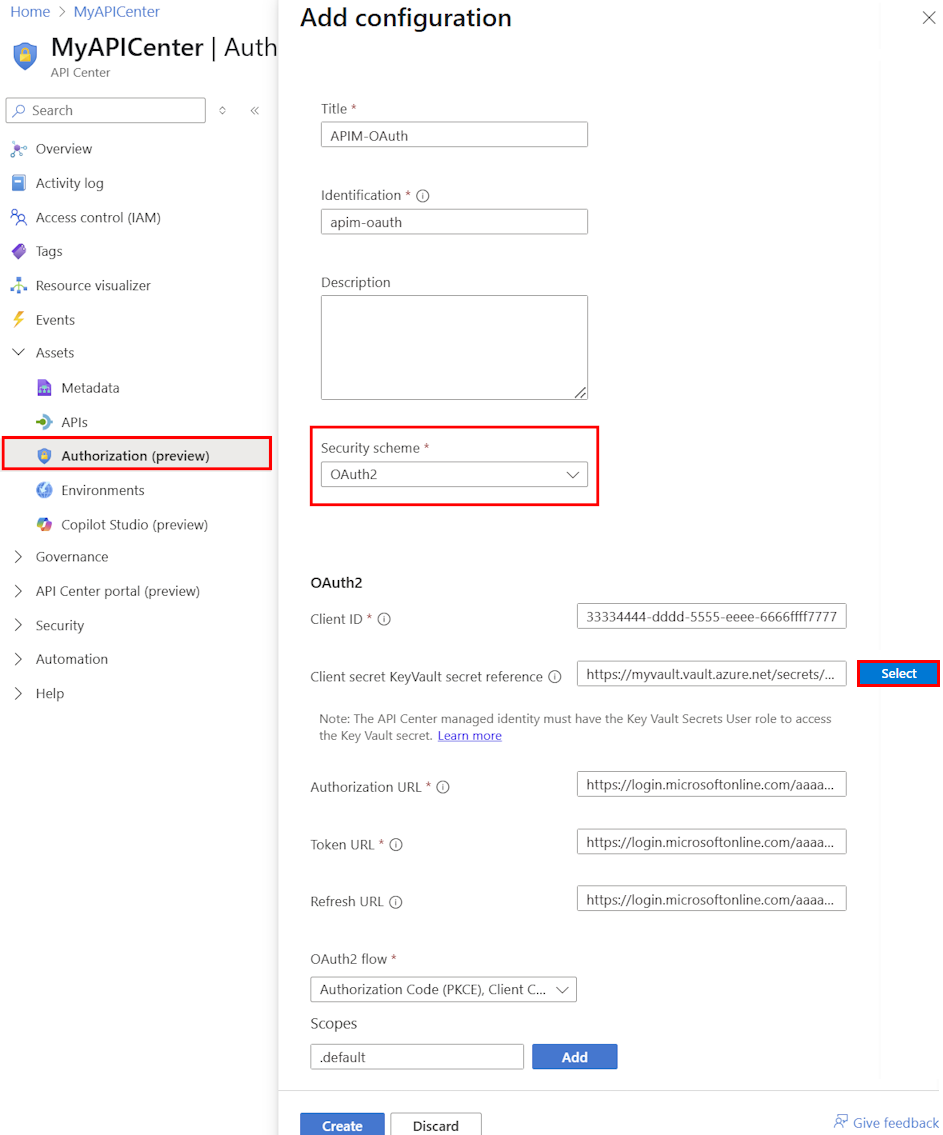 Home > MyAPICenter
MyAPICenter | Auth
API Center
Search
Overview
Activity log
Access control (IAM)
Tags
Resource visualizer
Events
Assets
Metadata
APIs
Authorization (preview)
Environments
Copilot Studio (preview)
Governance
API Center portal (preview)
Security
Automation
Help
Add configuration
Title *
APIM-OAuth
Identification *
apim-oauth
Description
Security scheme *
OAuth2
OAuth2
Client ID *
33334444-dddd-5555-eeee-6666ffff7777
Client secret KeyVault secret reference
https://myvault.vault.azure.net/secrets/...
Select
Note: The API Center managed identity must have the Key Vault Secrets User role to access
the Key Vault secret. Learn more
Authorization URL *
https://login.microsoftonline.com/aaaa...
Token URL *
https://login.microsoftonline.com/aaaa...
Refresh URL
https://login.microsoftonline.com/aaaa...
OAuth2 flow *
Authorization Code (PKCE), Client C...
Scopes
.default
Add
Create
Discard
Give feedback